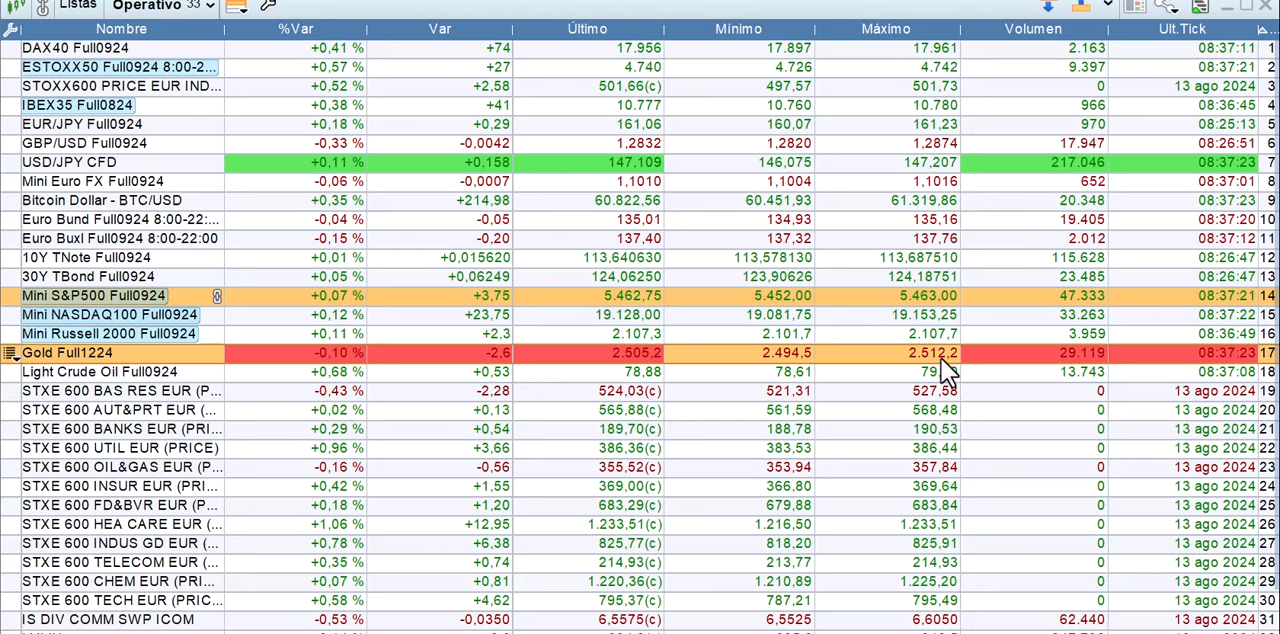 Listas Operativo 33
Nombre %Var Var Último Mínimo Máximo Volumen Ult.Tick
DAX40 Full0924 +0,41 % +74 17.956 17.897 17.961 2.163 08:37:11 1
ESTOXX50 Full0924 8:00-2... +0,57 % +27 4.740 4.726 4.742 9.397 08:37:21 2
STOXX600 PRICE EUR IND... +0,52 % +2,58 501,66(c) 497,57 501,73 0 13 ago 2024 3
IBEX35 Full0824 +0,38 % +41 10.777 10.760 10.780 966 08:36:45 4
EUR/JPY Full0924 +0,18 % +0,29 161,06 160,07 161,23 970 08:25:13 5
GBP/USD Full0924 -0,33 % -0,0042 1,2832 1,2820 1,2874 17.947 08:26:51 6
USD/JPY CFD +0,11 % +0,158 147,109 146,075 147,207 217.046 08:37:23 7
Mini Euro FX Full0924 -0,06 % -0,0007 1,1010 1,1004 1,1016 652 08:37:01 8
Bitcoin Dollar - BTC/USD +0,35 % +214,98 60.822,56 60.451,93 61.319,86 20.348 08:37:23 9
Euro Bund Full0924 8:00-22:... -0,04 % -0,05 135,01 134,93 135,16 19.405 08:37:20 10
Euro Buxl Full0924 8:00-22:00 -0,15 % -0,20 137,40 137,32 137,76 2.012 08:37:12 11
10Y TNote Full0924 +0,01 % +0,015620 113,640630 113,578130 113,687510 115.628 08:26:47 12
30Y TBond Full0924 +0,05 % +0,06249 124,06250 123,90626 124,18751 23.485 08:26:47 13
Mini S&P500 Full0924 +0,07 % +3,75 5.462,75 5.452,00 5.463,00 47.333 08:37:21 14
Mini NASDAQ100 Full0924 +0,12 % +23,75 19.128,00 19.081,75 19.153,25 33.263 08:37:22 15
Mini Russell 2000 Full0924 +0,11 % +2,3 2.107,3 2.101,7 2.107,7 3.959 08:36:49 16
Gold Full1224 -0,10 % -2,6 2.505,2 2.494,5 2.512,2 29.119 08:37:23 17
Light Crude Oil Full0924 +0,68 % +0,53 78,88 78,61 13.743 08:37:08 18
STXE 600 BAS RES EUR (P... -0,43 % -2,28 524,03(c) 521,31 527,58 0 13 ago 2024 19
STXE 600 AUT&PRT EUR (... +0,02 % +0,13 565,88(c) 561,59 568,48 0 13 ago 2024 20
STXE 600 BANKS EUR (PRI... +0,29 % +0,54 189,70(c) 188,78 190,53 0 13 ago 2024 21
STXE 600 UTIL EUR (PRICE) +0,96 % +3,66 386,36(c) 383,53 386,44 0 13 ago 2024 22
STXE 600 OIL&GAS EUR (P... -0,16 % -0,56 355,52(c) 353,94 357,84 0 13 ago 2024 23
STXE 600 INSUR EUR (PRI... +0,42 % +1,55 369,00(c) 366,80 369,64 0 13 ago 2024 24
STXE 600 FD&BVR EUR (... +0,18 % +1,20 683,29(c) 679,88 683,84 0 13 ago 2024 25
STXE 600 HEA CARE EUR (... +1,06 % +12,95 1.233,51(c) 1.216,50 1.233,51 0 13 ago 2024 26
STXE 600 INDUS GD EUR (... +0,78 % +6,38 825,77(c) 818,20 825,91 0 13 ago 2024 27
STXE 600 TELECOM EUR (... +0,35 % +0,74 214,93(c) 213,77 214,93 0 13 ago 2024 28
STXE 600 CHEM EUR (PRI... +0,07 % +0,81 1.220,36(c) 1.210,89 1.225,20 0 13 ago 2024 29
STXE 600 TECH EUR (PRIC... +0,58 % +4,62 795,37(c) 787,21 795,49 0 13 ago 2024 30
IS DIV COMM SWP ICOM -0,53 % -0,0350 6,5575(c) 6,5525 6,6050 62.440 13 ago 2024 31